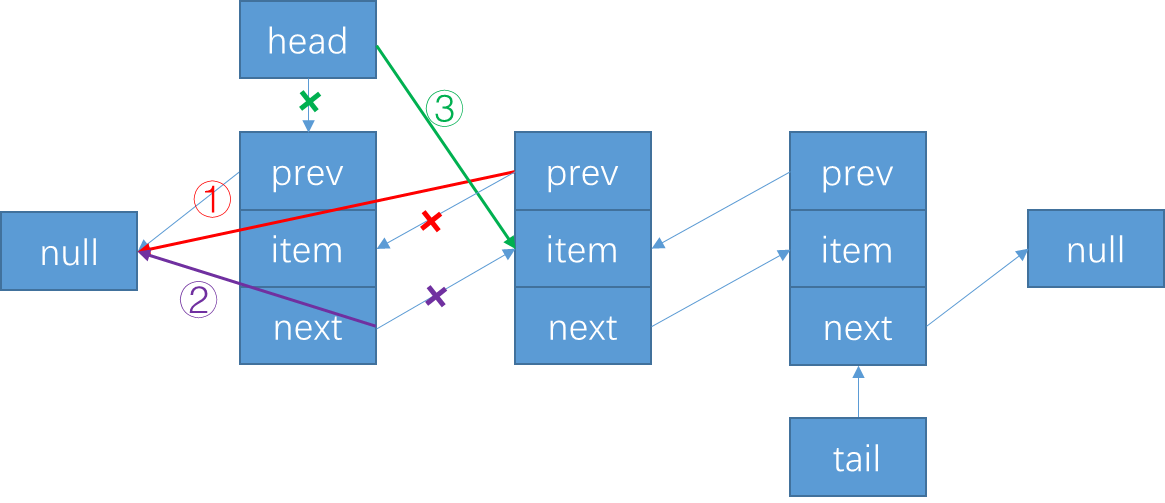 head
③
prev
prev
prev
①
null
item
item
item
null
②
next
next
next
tail